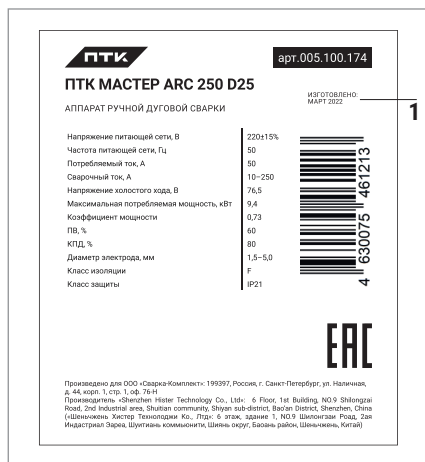 ПТК
арт.005.100.174
ПТК МАСТЕР ARC 250 D25
ИЗГОТОВЛЕНО:
МАРТ 2022
1
АППАРАТ РУЧНОЙ ДУГОВОЙ СВАРКИ
Напряжение питающей сети, В 220±15%
Частота питающей сети, Гц 50
Потребляемый ток, А 50
Сварочный ток, А 10–250
Напряжение холостого хода, В 76,5
Максимальная потребляемая мощность, кВт 9,4
Коэффициент мощности 0,73
ПВ, % 60
КПД, % 80
Диаметр электрода, мм 1,5–5,0
Класс изоляции F
Класс защиты IP21
4 630075 461213
EAC
Произведено для ООО «Сварка-Комплект»: 199397, Россия, г. Санкт-Петербург, ул. Наличная,
д. 44, корп. 1, стр. 1, оф. 76-Н
Производитель «Shenzhen Hister Technology Co., Ltd»: 6 Floor, 1st Building, NO.9 Shilongzai
Road, 2nd Industrial area, Shuitian community, Shiyan sub-district, Bao'an District, Shenzhen, China
(«Шеньчжень Хистер Технолоджи Ко., Лтд»: 6 этаж, здание 1, NO.9 Шилонгзаи Роад, 2ая
Индастриал Эареа, Шуитиань коммьюнити, Шиянь округ, Баоань район, Шеньчжень, Китай)